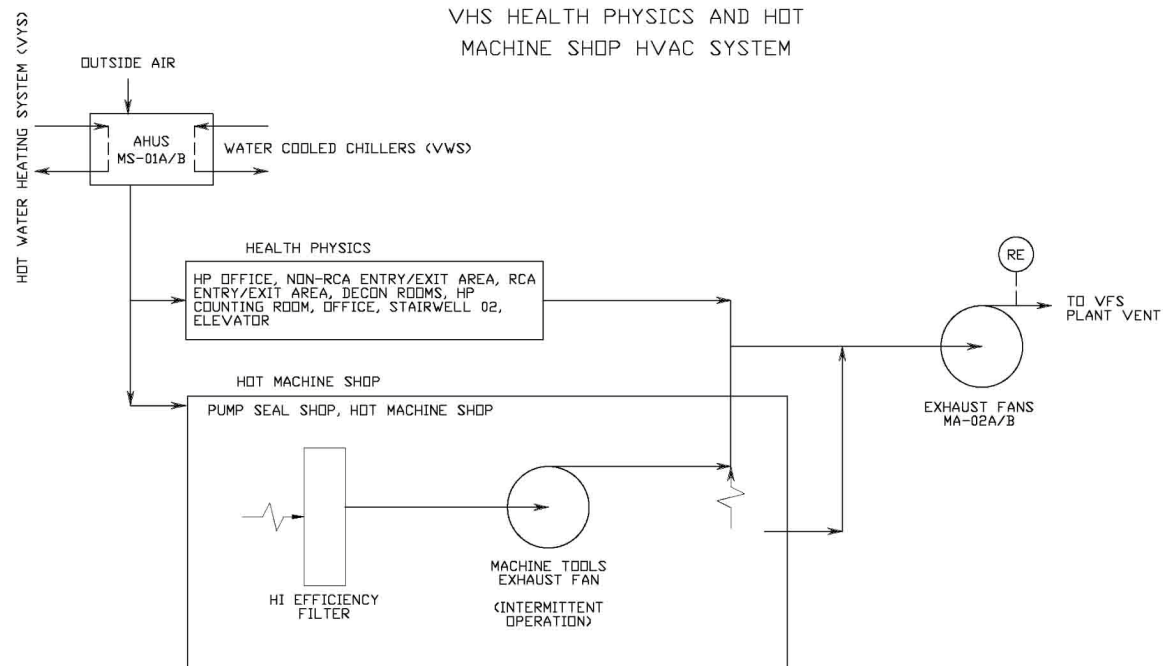 VHS HEALTH PHYSICS AND HOT
MACHINE SHOP HVAC SYSTEM
HOT WATER HEATING SYSTEM (VYS)
OUTSIDE AIR
AHUS
MS-01A/B
WATER COOLED CHILLERS (VWS)
HEALTH PHYSICS
HP OFFICE, NON-RCA ENTRY/EXIT AREA, RCA
ENTRY/EXIT AREA, DECON ROOMS, HP
COUNTING ROOM, OFFICE, STAIRWELL 02,
ELEVATOR
RE
TO VFS
PLANT VENT
EXHAUST FANS
MA-02A/B
HOT MACHINE SHOP
PUMP SEAL SHOP, HOT MACHINE SHOP
HI EFFICIENCY
FILTER
MACHINE TOOLS
EXHAUST FAN
(INTERMITTENT
OPERATION)